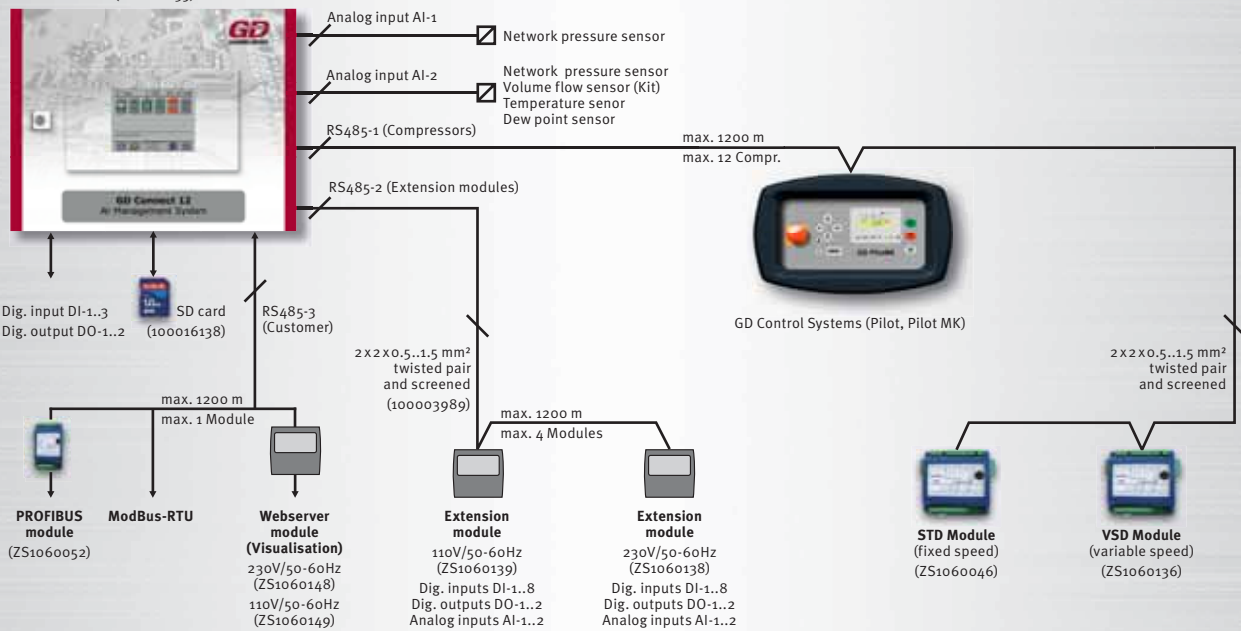 GD
Analog input AI-1
Network pressure sensor
Analog input AI-2
Network pressure sensor
Volume flow sensor (Kit)
Temperature senor
Dew point sensor
RS485-1 (Compressors)
max. 1200 m
max. 12 Compr.
RS485-2 (Extension modules)
GD Connect 12
Air Management System
Dig. input DI-1..3
Dig. output DO-1..2
SD card
(100016138)
RS485-3
(Customer)
GD Control Systems (Pilot, Pilot MK)
2 x 2 x 0.5..1.5 mm²
twisted pair
and screened
(100003989)
2 x 2 x 0.5..1.5 mm²
twisted pair
and screened
max. 1200 m
max. 1 Module
max. 1200 m
max. 4 Modules
PROFIBUS
module
(ZS1060052)
ModBus-RTU
Webserver
module
(Visualisation)
230V/50-60Hz
(ZS1060148)
110V/50-60Hz
(ZS1060149)
Extension
module
110V/50-60Hz
(ZS1060139)
Dig. inputs DI-1..8
Dig. outputs DO-1..2
Analog inputs AI-1..2
Extension
module
230V/50-60Hz
(ZS1060138)
Dig. inputs DI-1..8
Dig. outputs DO-1..2
Analog inputs AI-1..2
STD Module
(fixed speed)
(ZS1060046)
VSD Module
(variable speed)
(ZS1060136)